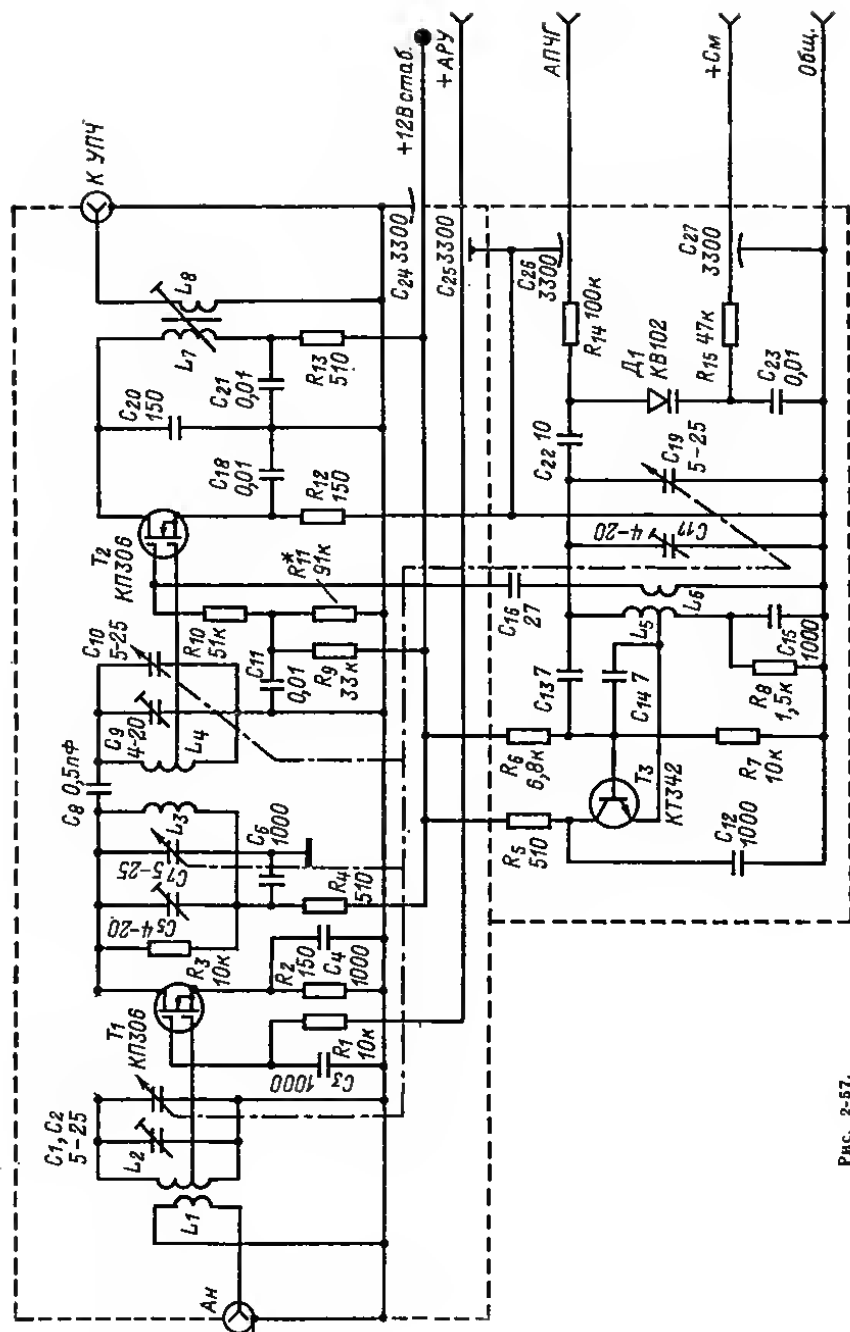 К УПЧ
+12В стаб.
+АРУ
АПЧГ
+См
Общ.
C24 3300
C25 3300
C26
3300
C27
3300
L8
L7
C20
150
C21
0,01
R13
510
C18
0,01
R12
150
T2
КП306
R11*
91к
R10
51к
C11
0,01
R9
33к
C10
5-25
C9
4-20
L4
C8 0,5пФ
L3
C7 5-25
C6
1000
C5 4-20
R4
510
R3
10к
R2
150
C4
1000
T1
КП306
R1
10к
C3
1000
C1, C2
5-25
L2
L1
Ан
R14 100к
Д1
КВ102
R15 47к
C23
0,01
C22 10
C19
5-25
C17
4-20
C16
27
L5
L6
C15
1000
C13 7
C14 7
R8
1,5к
R6
6,8к
R7
10к
T3
КТ342
R5
510
C12
1000
Рис. 2-57.